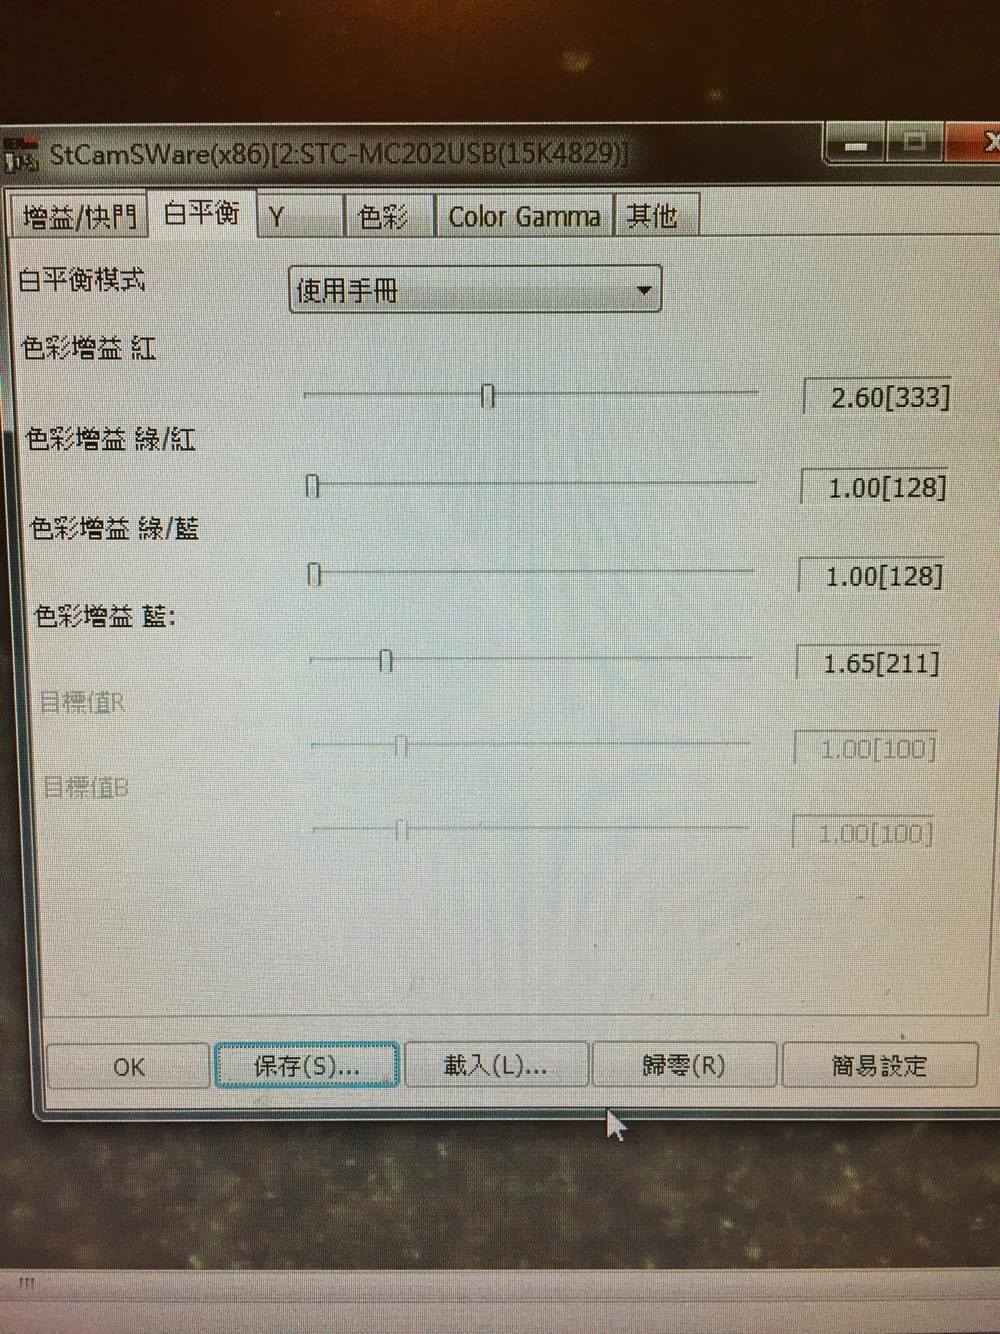 StCamSWare(x86)[2:STC-MC202USB(15K4829)]
增益/快門 白平衡 Y 色彩 Color Gamma 其他
白平衡模式 使用手冊
色彩增益 紅
2.60[333]
色彩增益 綠/紅
1.00[128]
色彩增益 綠/藍
1.00[128]
色彩增益 藍:
1.65[211]
目標值R
1.00[100]
目標值B
1.00[100]
OK 保存(S)... 載入(L)... 歸零(R) 簡易設定